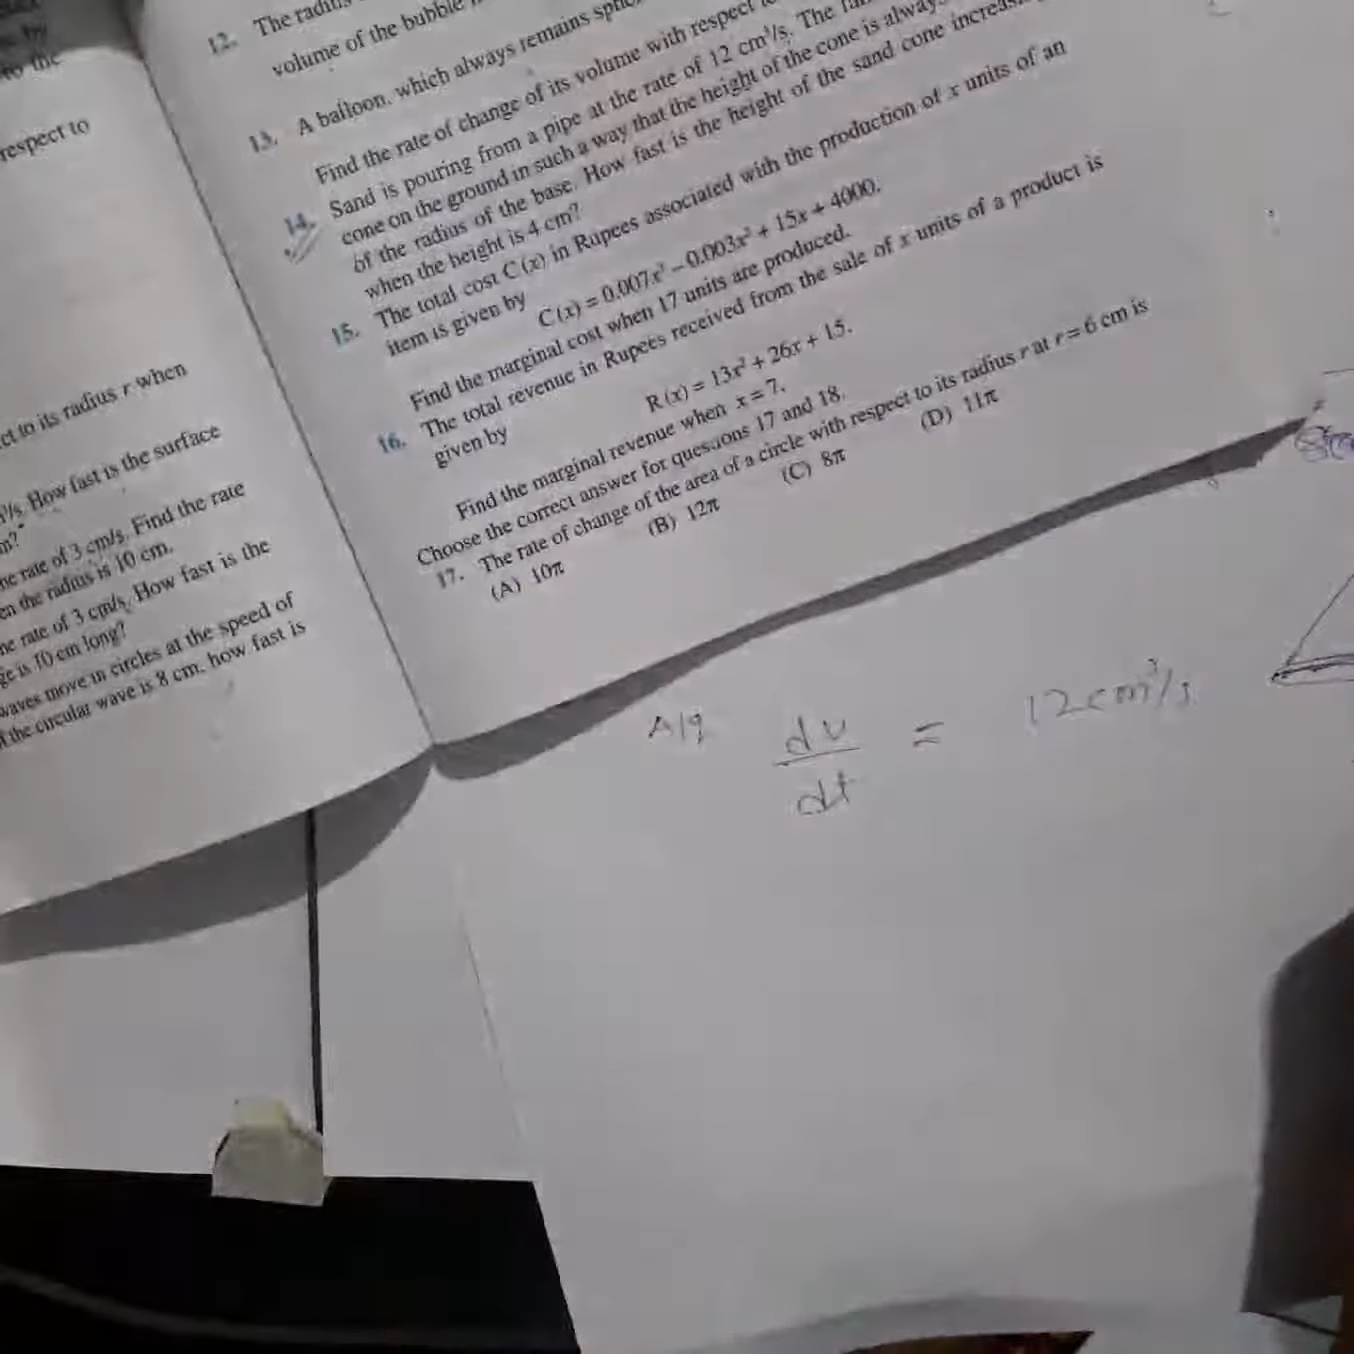 to the
respect to
ct to its radius r when
/s. How fast is the surface
m?
ne rate of 3 cm/s. Find the rate
en the radius is 10 cm.
he rate of 3 cm/s. How fast is the
ge is 10 cm long?
waves move in circles at the speed of
the circular wave is 8 cm, how fast is
12. The radius
volume of the bubble
13. A balloon, which always remains sphe
Find the rate of change of its volume with respect
14. Sand is pouring from a pipe at the rate of 12 cm³/s. The
cone on the ground in such a way that the height of the cone is always
of the radius of the base. How fast is the height of the sand cone increasi
when the height is 4 cm?
15. The total cost C (x) in Rupees associated with the production of x units of an
item is given by
C (x) = 0.007x³ – 0.003x² + 15x + 4000.
Find the marginal cost when 17 units are produced.
16. The total revenue in Rupees received from the sale of x units of a product is
given by
R (x) = 13x² + 26x + 15.
Find the marginal revenue when x = 7.
Choose the correct answer for questions 17 and 18.
17. The rate of change of the area of a circle with respect to its radius r at r = 6 cm is
(A) 10π (B) 12π (C) 8π (D) 11π
A/q dv/dt = 12 cm³/s